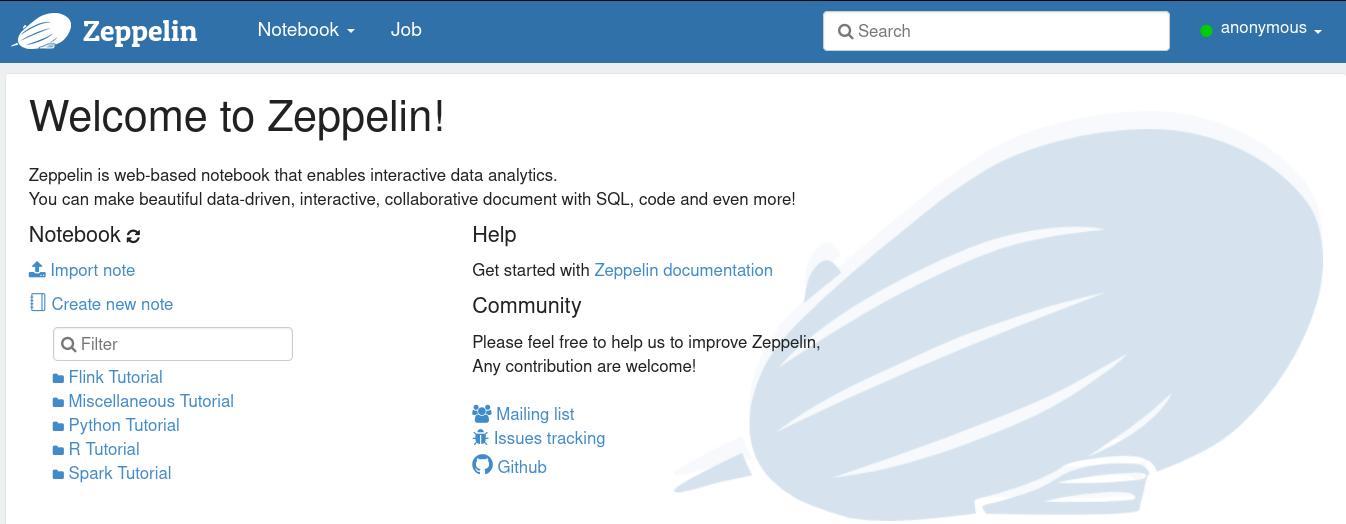 Zeppelin
Notebook
Job
Search
anonymous
Welcome to Zeppelin!
Zeppelin is web-based notebook that enables interactive data analytics.
You can make beautiful data-driven, interactive, collaborative document with SQL, code and even more!
Notebook
Import note
Create new note
Filter
Flink Tutorial
Miscellaneous Tutorial
Python Tutorial
R Tutorial
Spark Tutorial
Help
Get started with Zeppelin documentation
Community
Please feel free to help us to improve Zeppelin,
Any contribution are welcome!
Mailing list
Issues tracking
Github